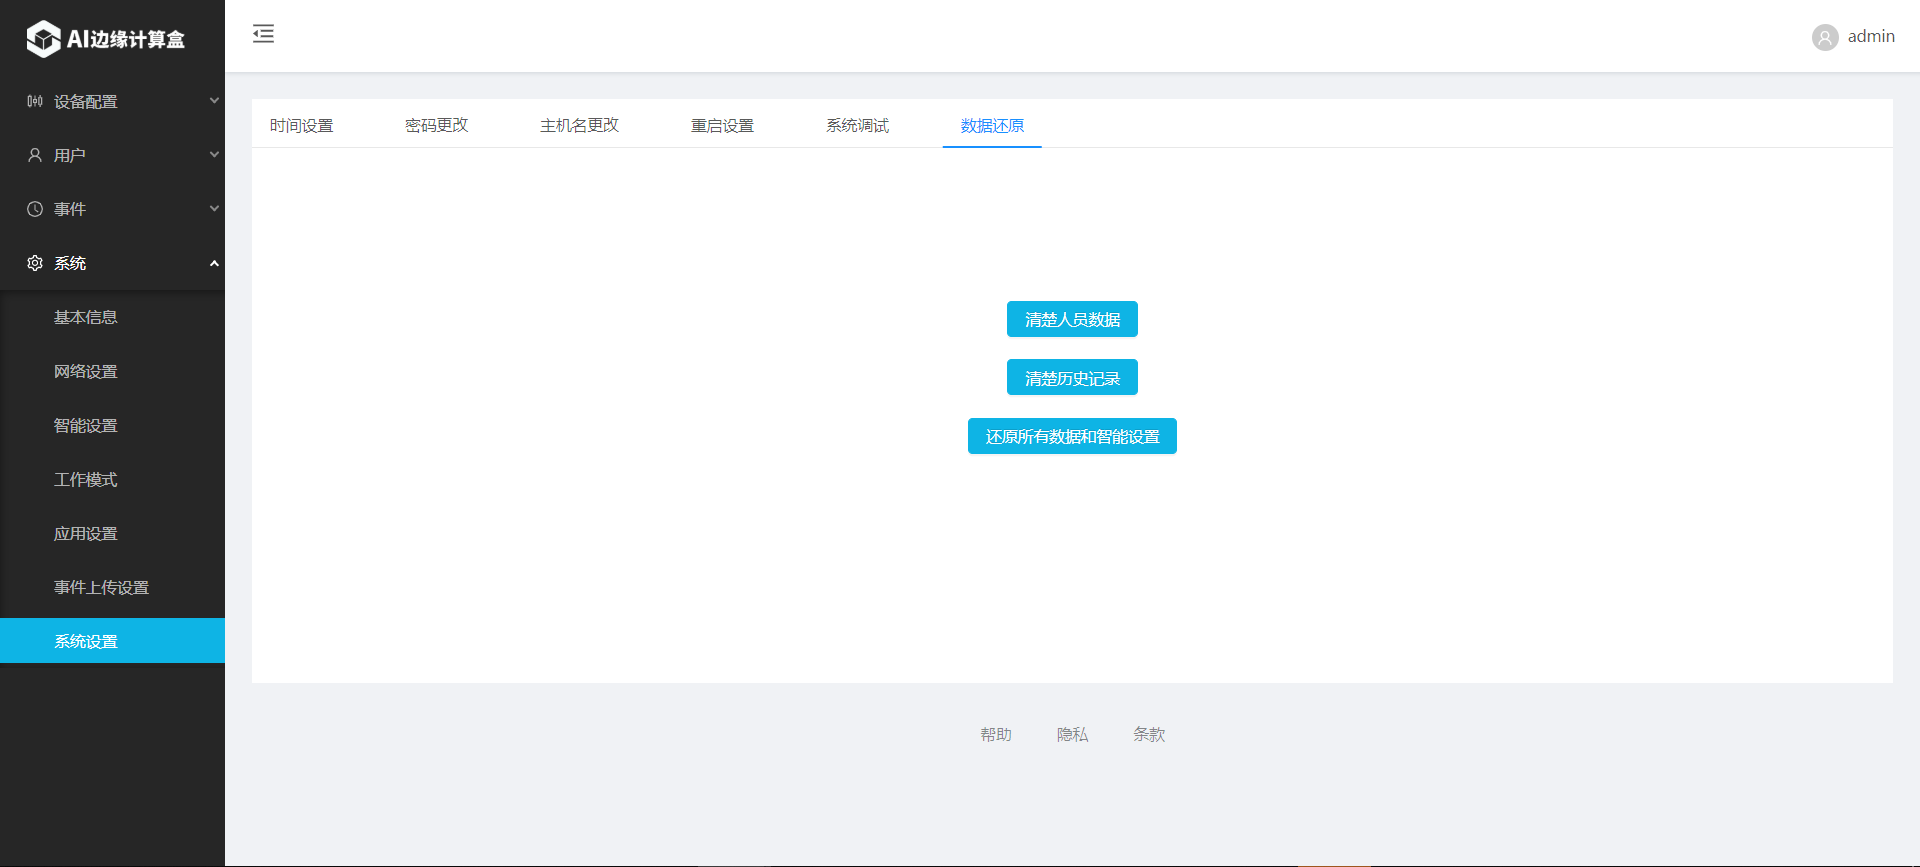 AI边缘计算盒
admin
设备配置
用户
事件
系统
基本信息
网络设置
智能设置
工作模式
应用设置
事件上传设置
系统设置
时间设置
密码更改
主机名更改
重启设置
系统调试
数据还原
清楚人员数据
清楚历史记录
还原所有数据和智能设置
帮助
隐私
条款